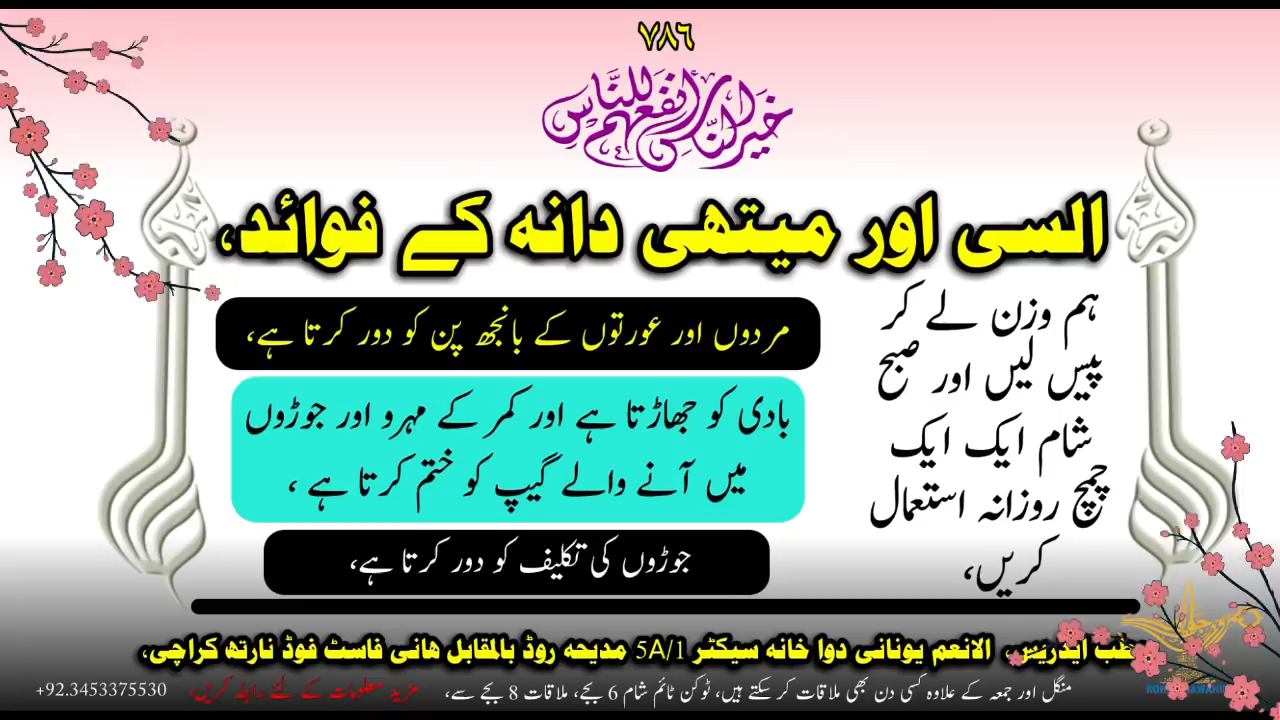 ۷۸۶
خیر الناس انفعهم للناس
السی اور میتھی دانہ کے فوائد،
ہم وزن لے کر
پیس لیں اور صبح
شام ایک ایک
چمچ روزانہ استعمال
کریں،
مردوں اور عورتوں کے بانجھ پن کو دور کرتا ہے،
بادی کو جھاڑتا ہے اور کمر کے مہرو اور جوڑوں
میں آنے والے گیپ کو ختم کرتا ہے ،
جوڑوں کی تکلیف کو دور کرتا ہے،
مطب ایڈریس، الانعم یونانی دوا خانہ سیکٹر 5A/1 مدیحہ روڈ بالمقابل ہانی فاسٹ فوڈ نارتھ کراچی،
منگل اور جمعہ کے علاوہ کسی دن بھی ملاقات کر سکتے ہیں، ٹوکن ٹائم شام 6 بجے، ملاقات 8 بجے سے، مزید معلومات کے لئے رابطہ کریں، +92.3453375530